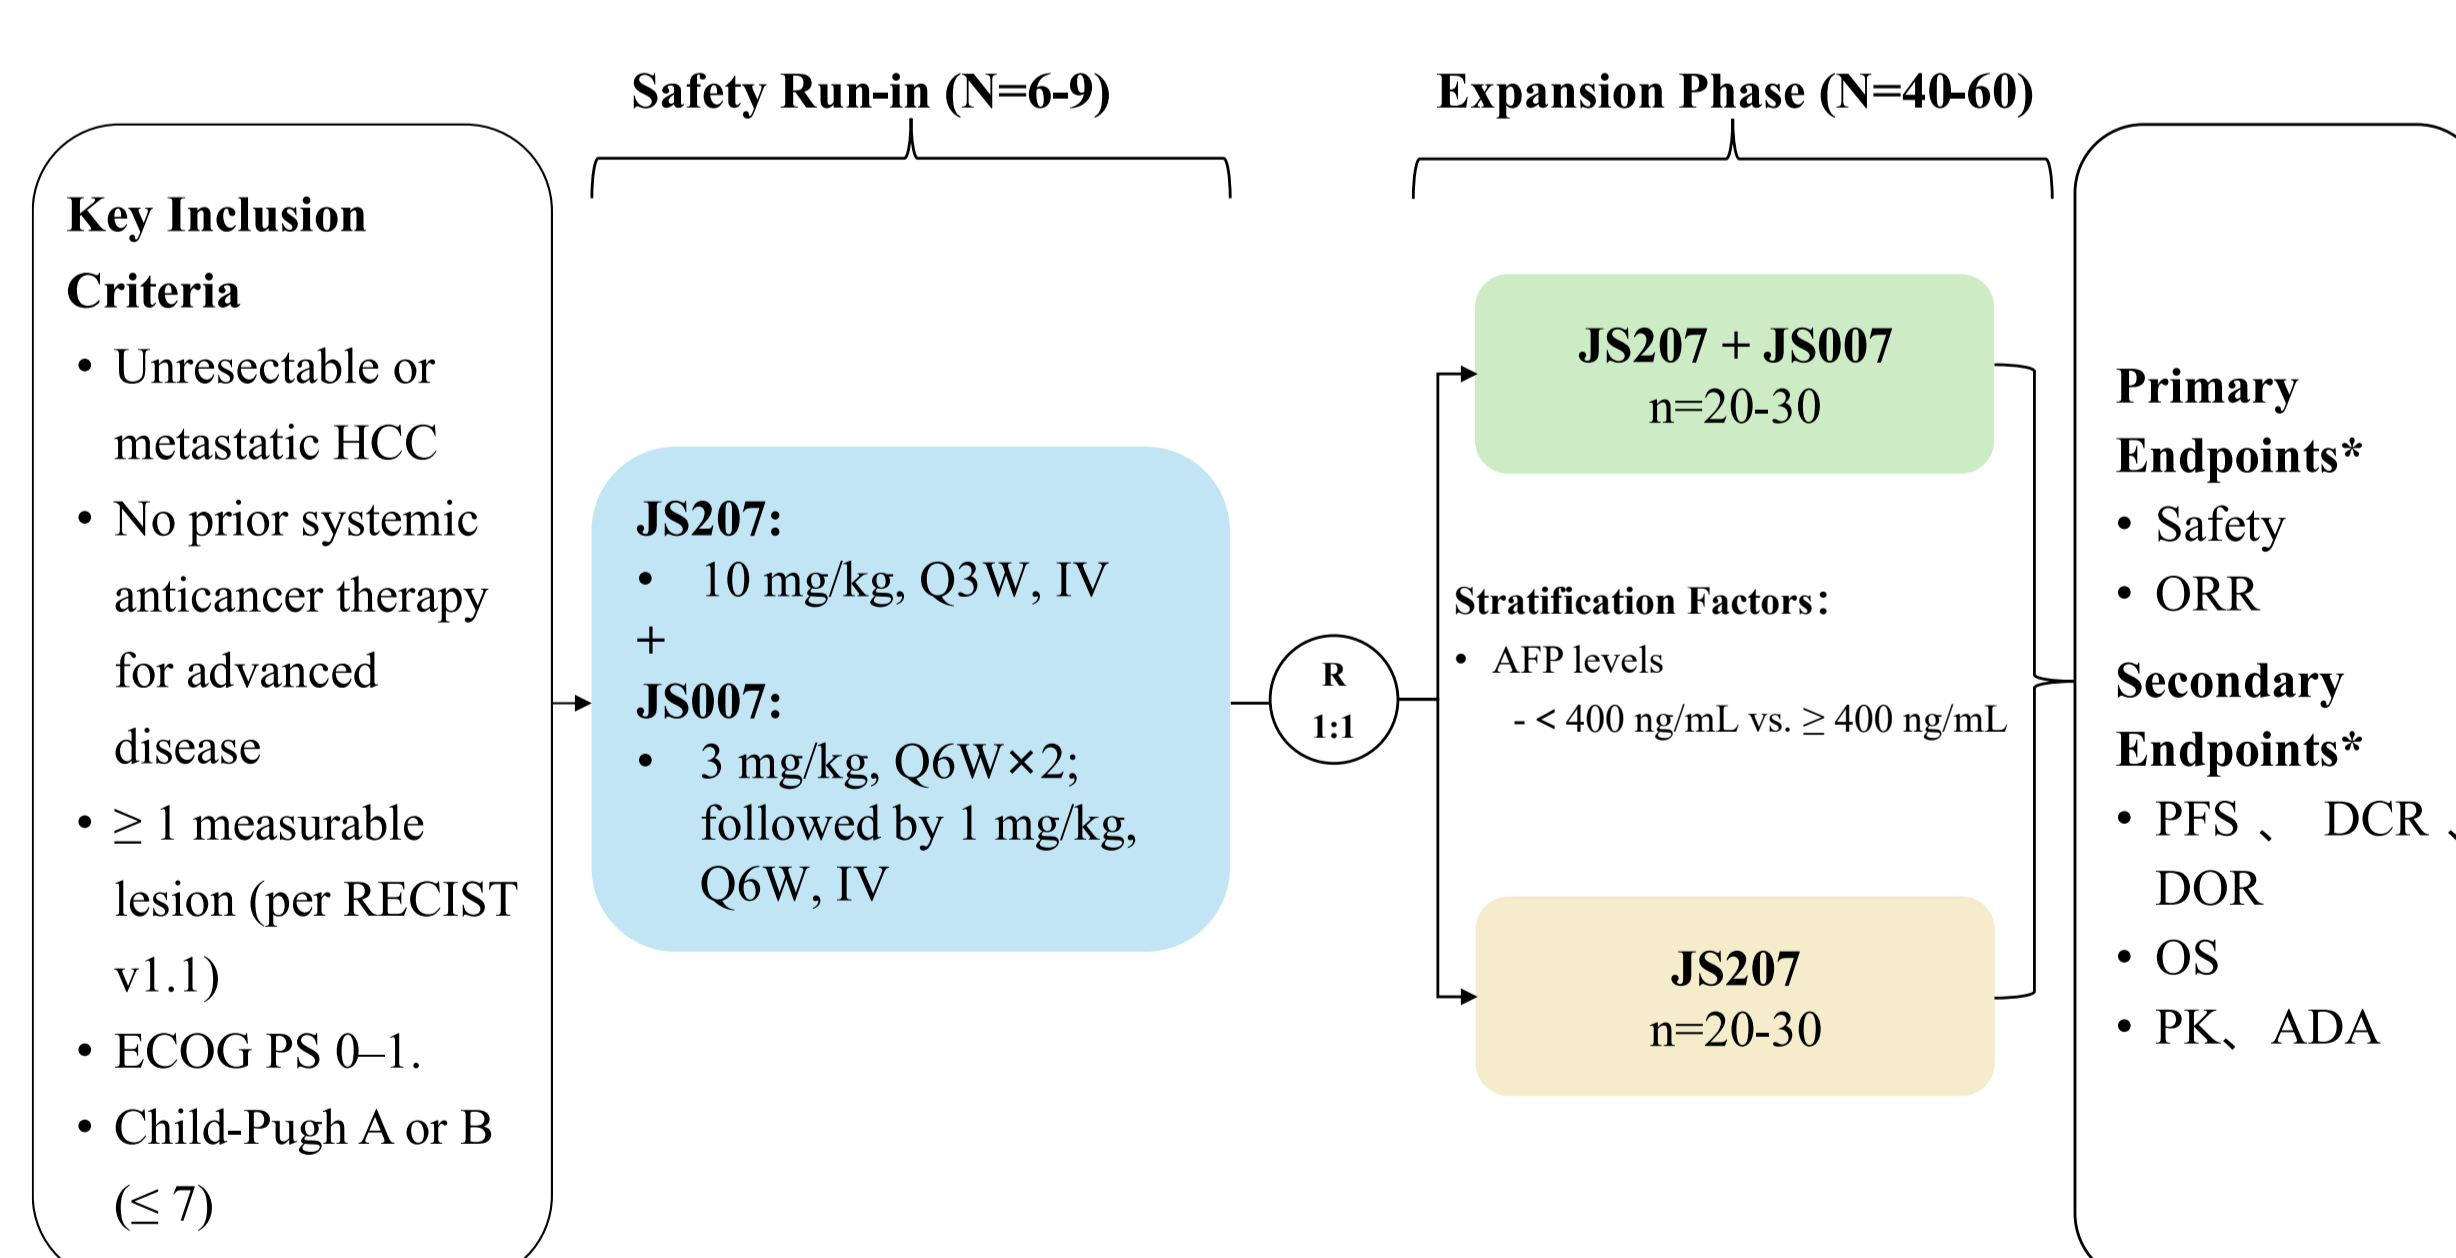 Safety Run-in (N=6-9)
Expansion Phase (N=40-60)
Key Inclusion
Criteria
• Unresectable or
metastatic HCC
• No prior systemic
anticancer therapy
for advanced
disease
• ≥ 1 measurable
lesion (per RECIST
v1.1)
• ECOG PS 0–1.
• Child-Pugh A or B
(≤ 7)
JS207:
• 10 mg/kg, Q3W, IV
+
JS007:
• 3 mg/kg, Q6W×2;
followed by 1 mg/kg,
Q6W, IV
R
1:1
JS207 + JS007
n=20-30
Stratification Factors：
• AFP levels
- < 400 ng/mL vs. ≥ 400 ng/mL
JS207
n=20-30
Primary
Endpoints*
• Safety
• ORR
Secondary
Endpoints*
• PFS 、 DCR 、
DOR
• OS
• PK、ADA